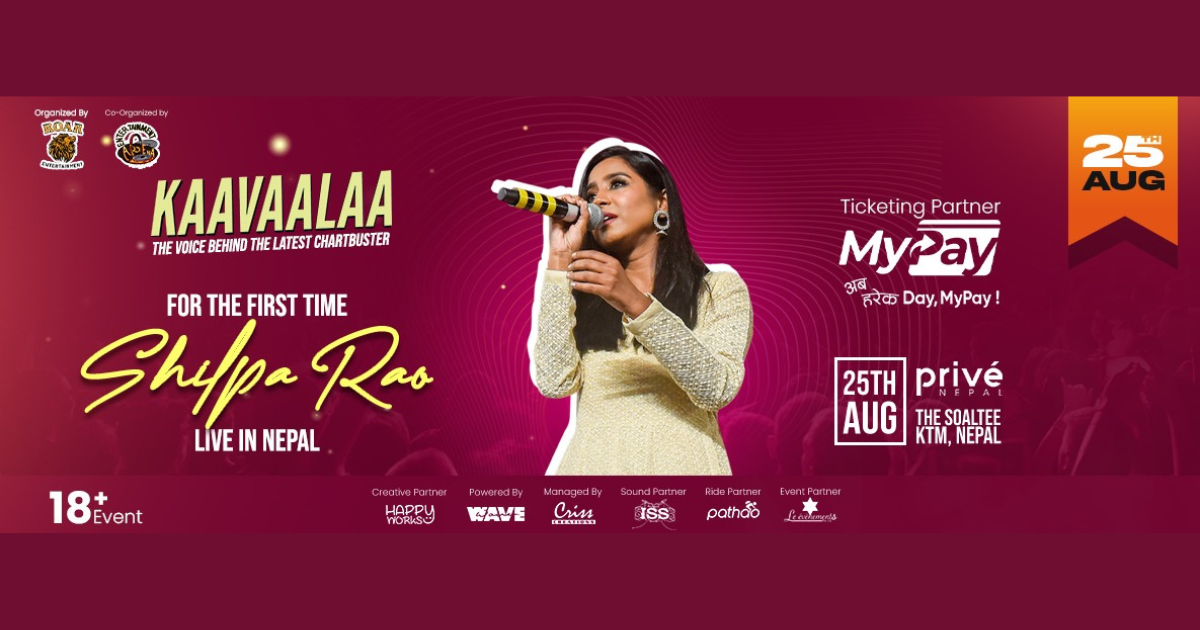 Organized By
ROAR
ENTERTAINMENT
Co-Organized by
ENTERTAINMENT
KAAVAALAA
THE VOICE BEHIND THE LATEST CHARTBUSTER
FOR THE FIRST TIME
Shilpa Rao
LIVE IN NEPAL
25TH
AUG
Ticketing Partner
MyPay
अब
हरेक Day, MyPay !
25TH
AUG
privé
NEPAL
THE SOALTEE
KTM, NEPAL
18+
Event
Creative Partner
HAPPY
WORKS
Powered By
WAVE
Managed By
Criss
CREATIONS
Sound Partner
ISS
Ride Partner
pathao
Event Partner
Le événements